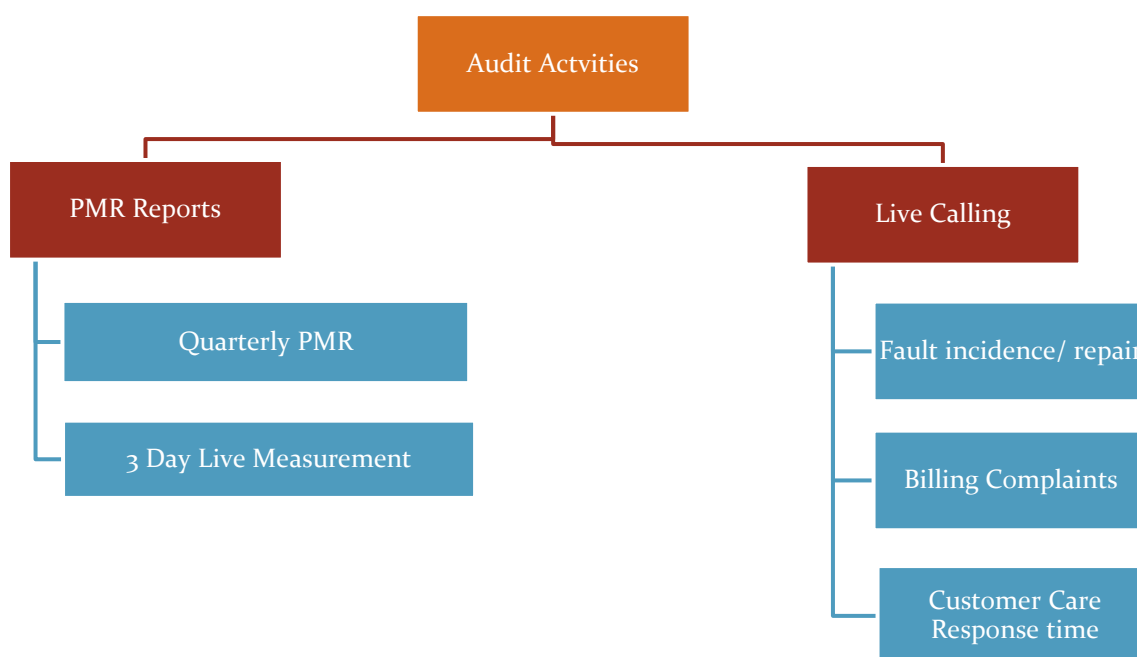 Audit Actvities
PMR Reports
Live Calling
Quarterly PMR
3 Day Live Measurement
Fault incidence/ repair
Billing Complaints
Customer Care
Response time